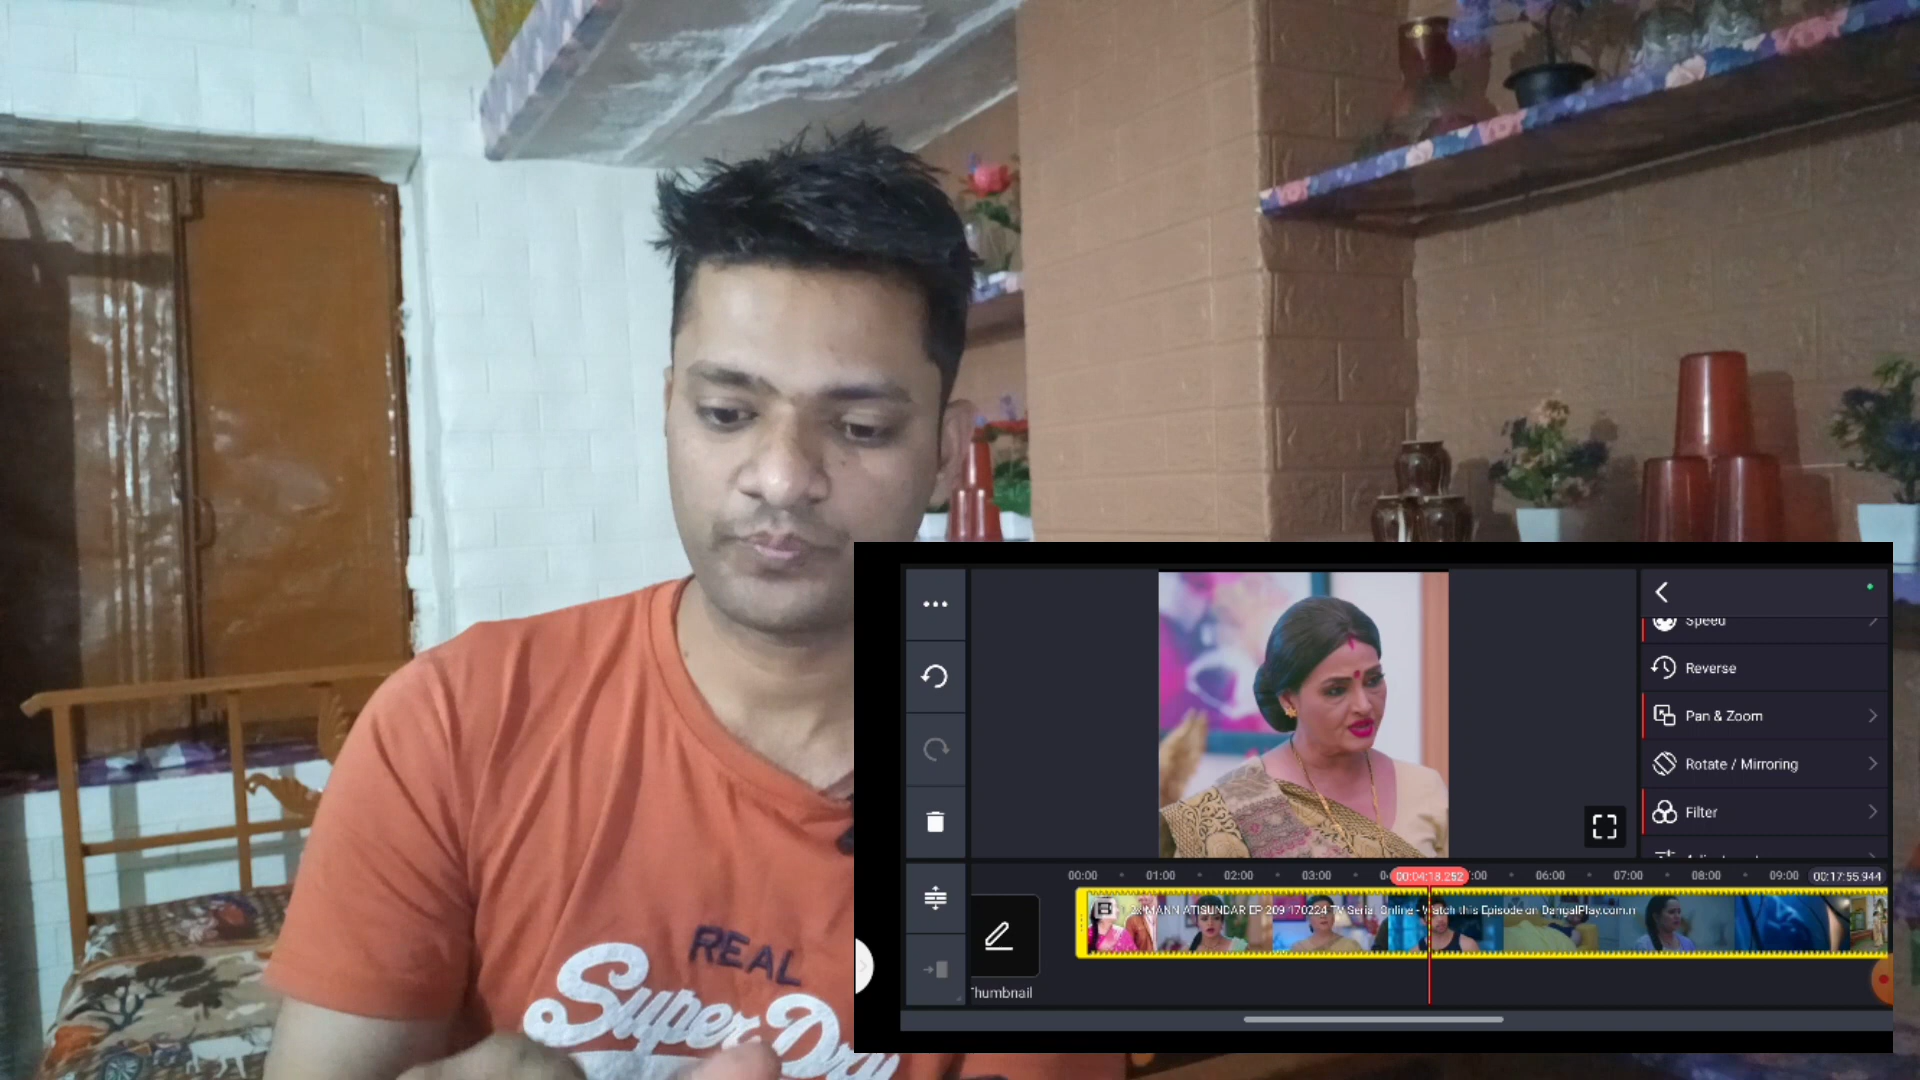 REAL
Super Dry
Speed
Reverse
Pan & Zoom
Rotate / Mirroring
Filter
00:00
01:00
02:00
03:00
00:04:18.252
06:00
07:00
08:00
09:00
00:17:55.944
MANN ATISUNDAR EP 209 170224 TV Serial Online - Watch this Episode on DangalPlay.com.n
Thumbnail